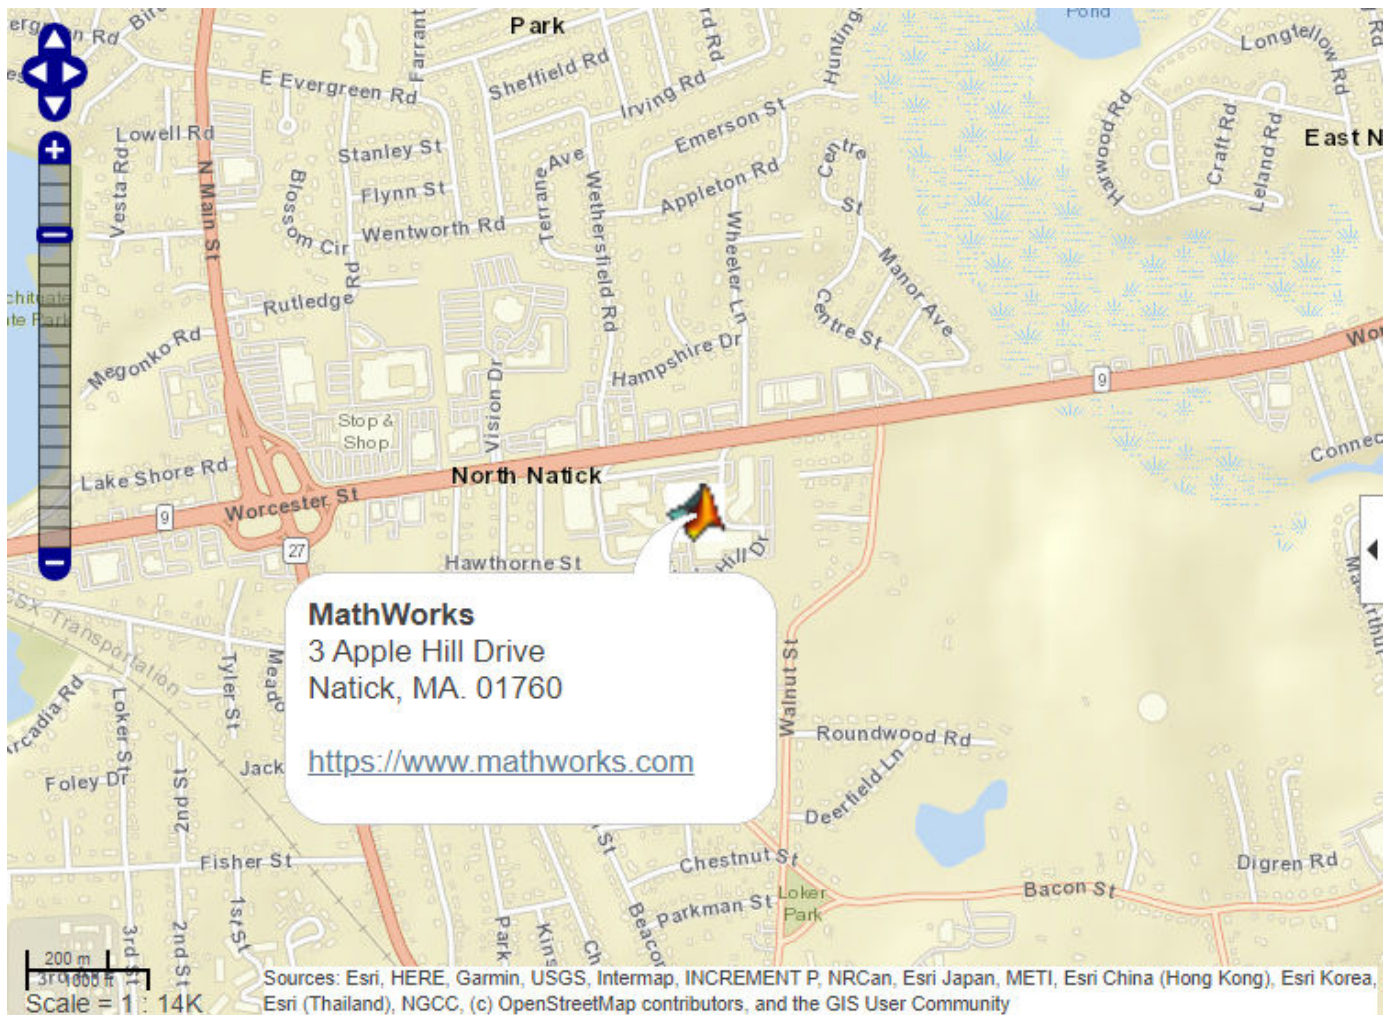 Park
Pond
E Evergreen Rd
Farrant
Sheffield Rd
Irving Rd
Emerson St
Longfellow Rd
Harwood Rd
Craft Rd
Leland Rd
East N
Lowell Rd
Vesta Rd
N Main St
Stanley St
Flynn St
Blossom Cir
Wentworth Rd
Terrane Ave
Wethersfield Rd
Appleton Rd
Wheeler Ln
Centre St
Manor Ave
Centre St
Rutledge Rd
Megonko Rd
Hampshire Dr
Vision Dr
Stop &
Shop
9
Lake Shore Rd
North Natick
Worcester St
9
27
Hawthorne St
Hill Dr
MathWorks
3 Apple Hill Drive
Natick, MA. 01760
https://www.mathworks.com
CSX Transportation
Tyler St
Loker St
Foley Dr
2nd St
Jack
Walnut St
Roundwood Rd
Deerfield Ln
Fisher St
Chestnut St
Loker
Park
Parkman St
Bacon St
Digren Rd
1st St
2nd St
3rd St
Park
Kins
Ch
Beacon
200 m
1000 ft
Scale = 1 : 14K
Sources: Esri, HERE, Garmin, USGS, Intermap, INCREMENT P, NRCan, Esri Japan, METI, Esri China (Hong Kong), Esri Korea,
Esri (Thailand), NGCC, (c) OpenStreetMap contributors, and the GIS User Community